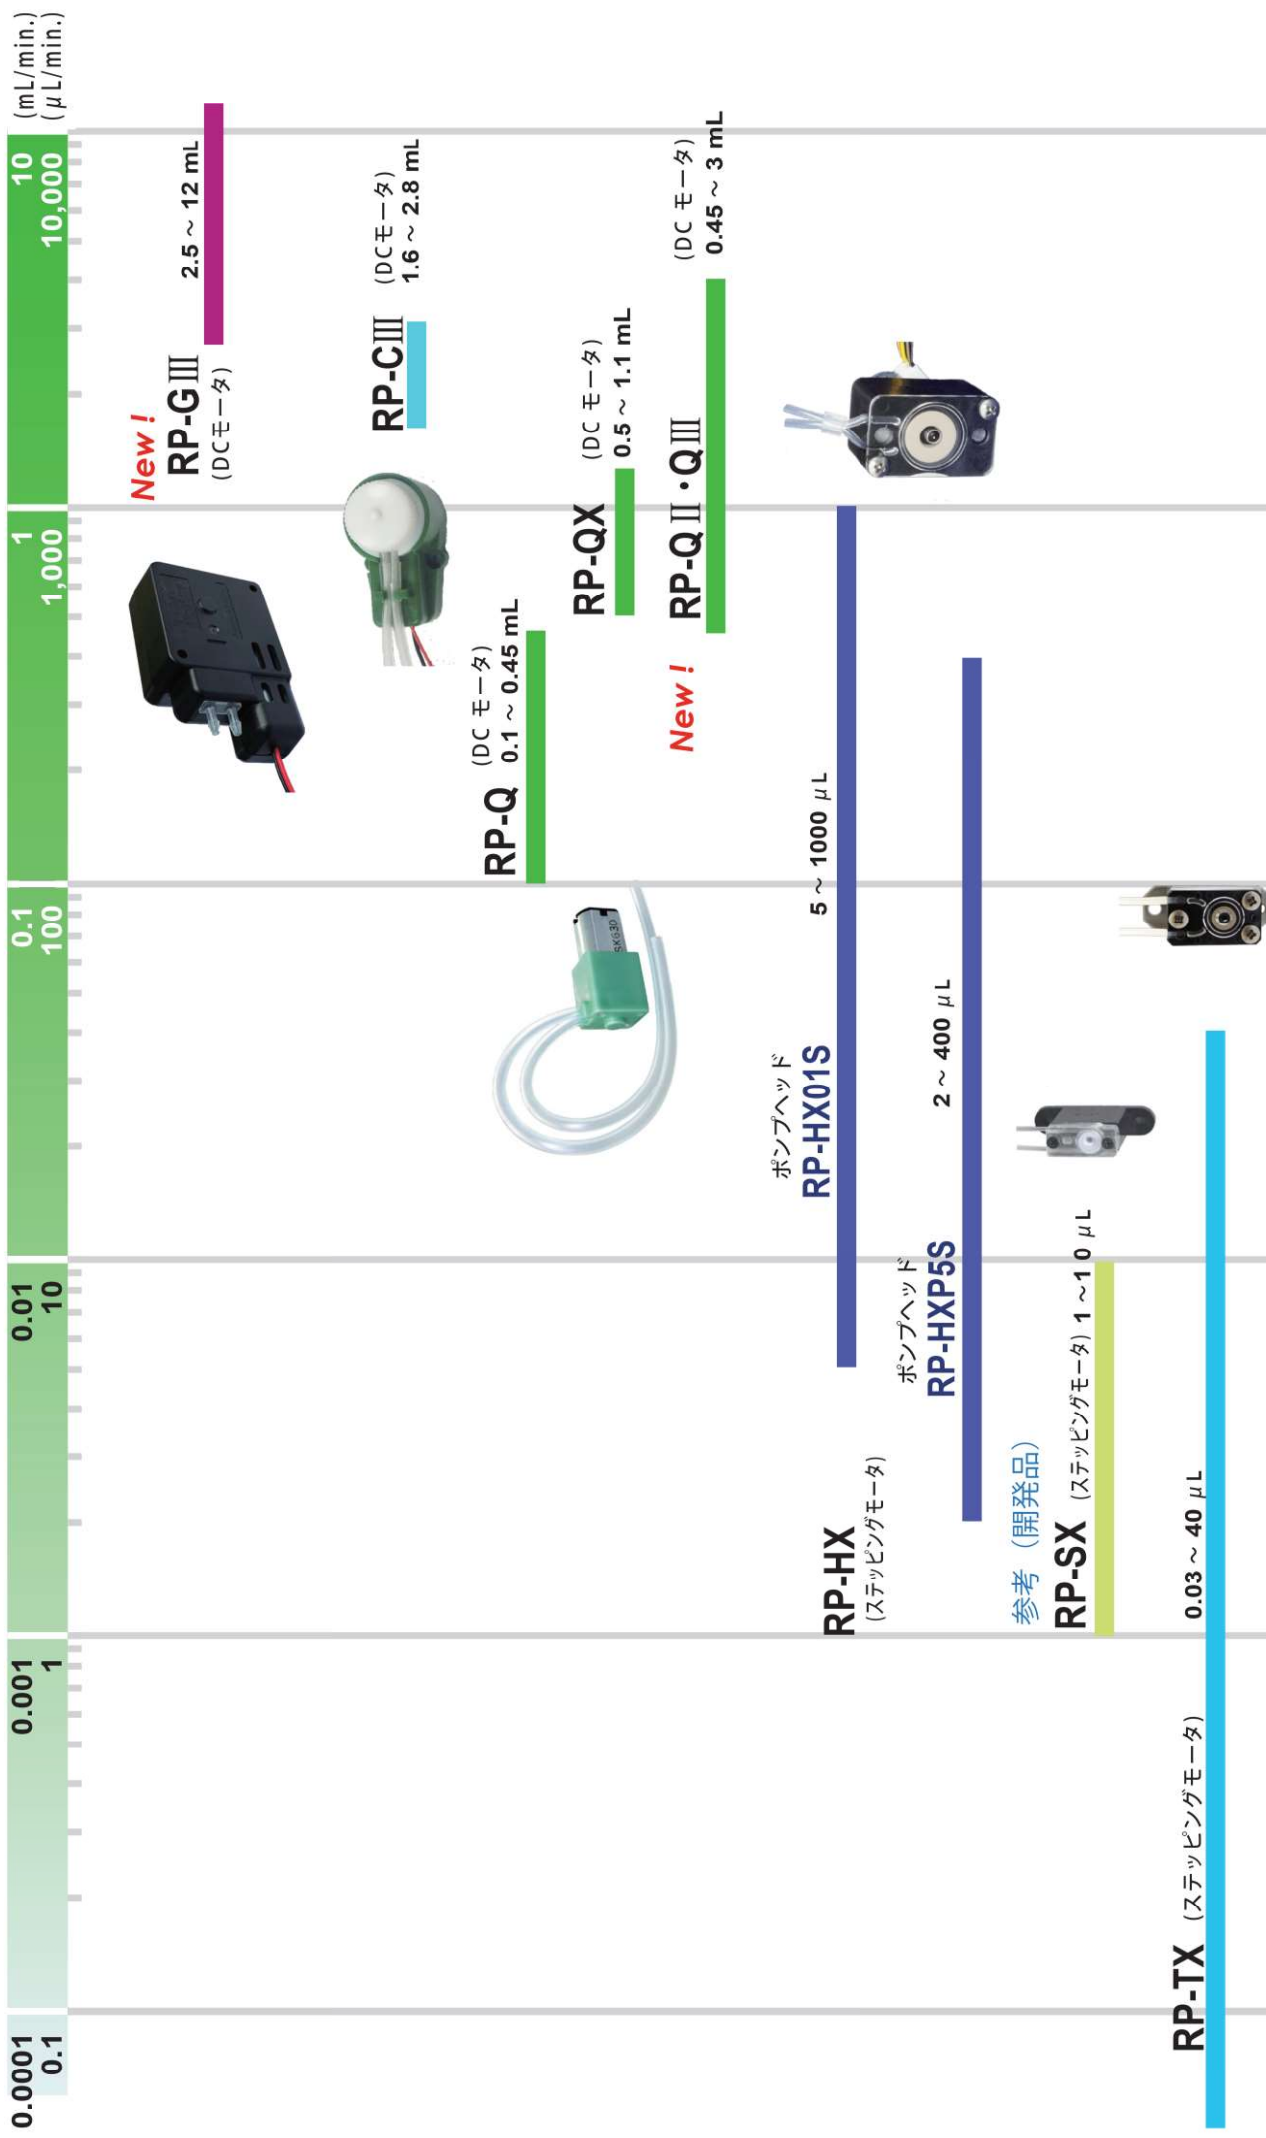 (mL/min.)
(μL/min.)
0.0001 0.001 0.01 0.1 1 10
0.1 1 10 100 1,000 10,000
New !
RP-GⅢ
2.5 ~ 12 mL
(DCモータ)
RP-CⅢ
(DCモータ)
1.6 ~ 2.8 mL
RP-Q
(DC モータ)
0.1 ~ 0.45 mL
SKG30
RP-QX
(DC モータ)
0.5 ~ 1.1 mL
New !
RP-QⅡ・QⅢ
(DC モータ)
0.45 ~ 3 mL
RP-HX
(ステッピングモータ)
ポンプヘッド
RP-HX01S
5 ~ 1000 μL
ポンプヘッド
RP-HXP5S
2 ~ 400 μL
参考 (開発品)
RP-SX
(ステッピングモータ) 1 ~1 0 μL
RP-TX
(ステッピングモータ)
0.03 ~ 40 μL